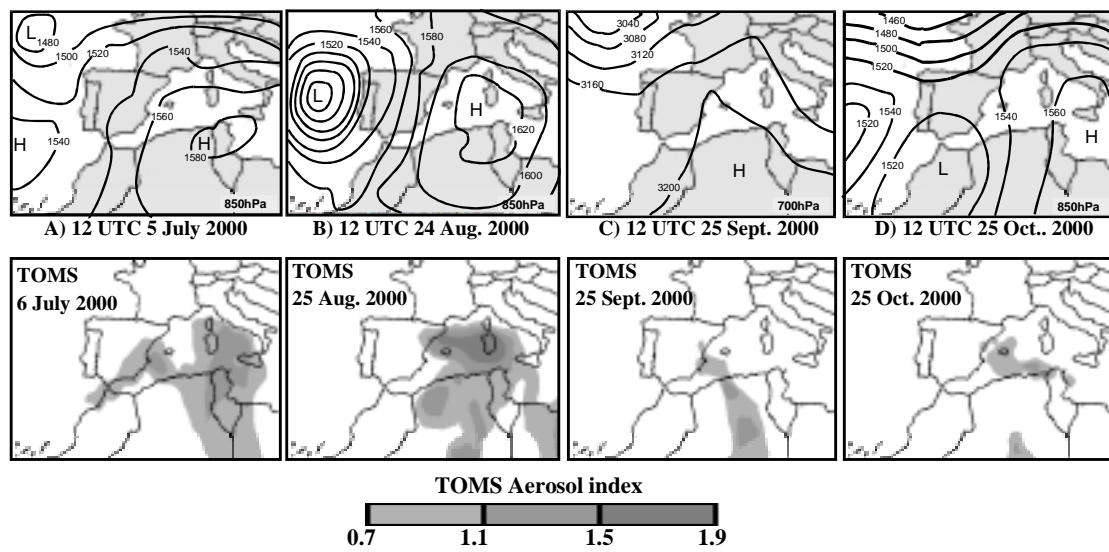 L
1480
1500
1520
1540
1560
H
1540
H
1580
850hPa
A) 12 UTC 5 July 2000
1520
1540
1580
L
H
1620
1600
850hPa
B) 12 UTC 24 Aug. 2000
3040
3080
3120
3160
3200
H
700hPa
C) 12 UTC 25 Sept. 2000
1460
1480
1500
1520
1540
1520
1520
L
1540
1560
H
850hPa
D) 12 UTC 25 Oct.. 2000
TOMS
6 July 2000
TOMS
25 Aug. 2000
TOMS
25 Sept. 2000
TOMS
25 Oct. 2000
TOMS Aerosol index
0.7 1.1 1.5 1.9